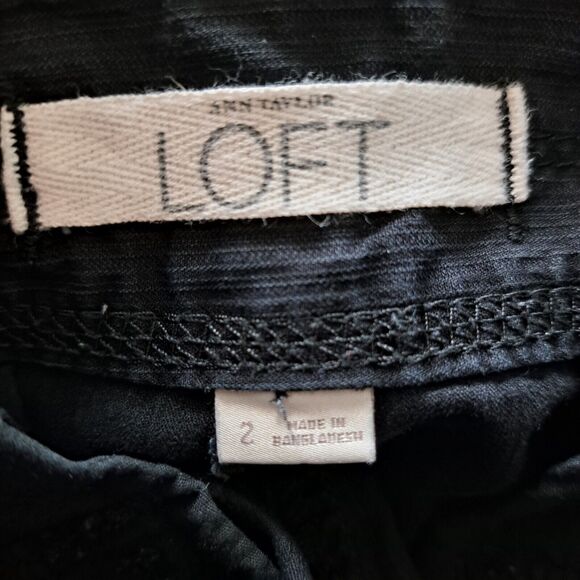 ANN TAYLOR
LOFT
2
MADE IN
BANGLADESH